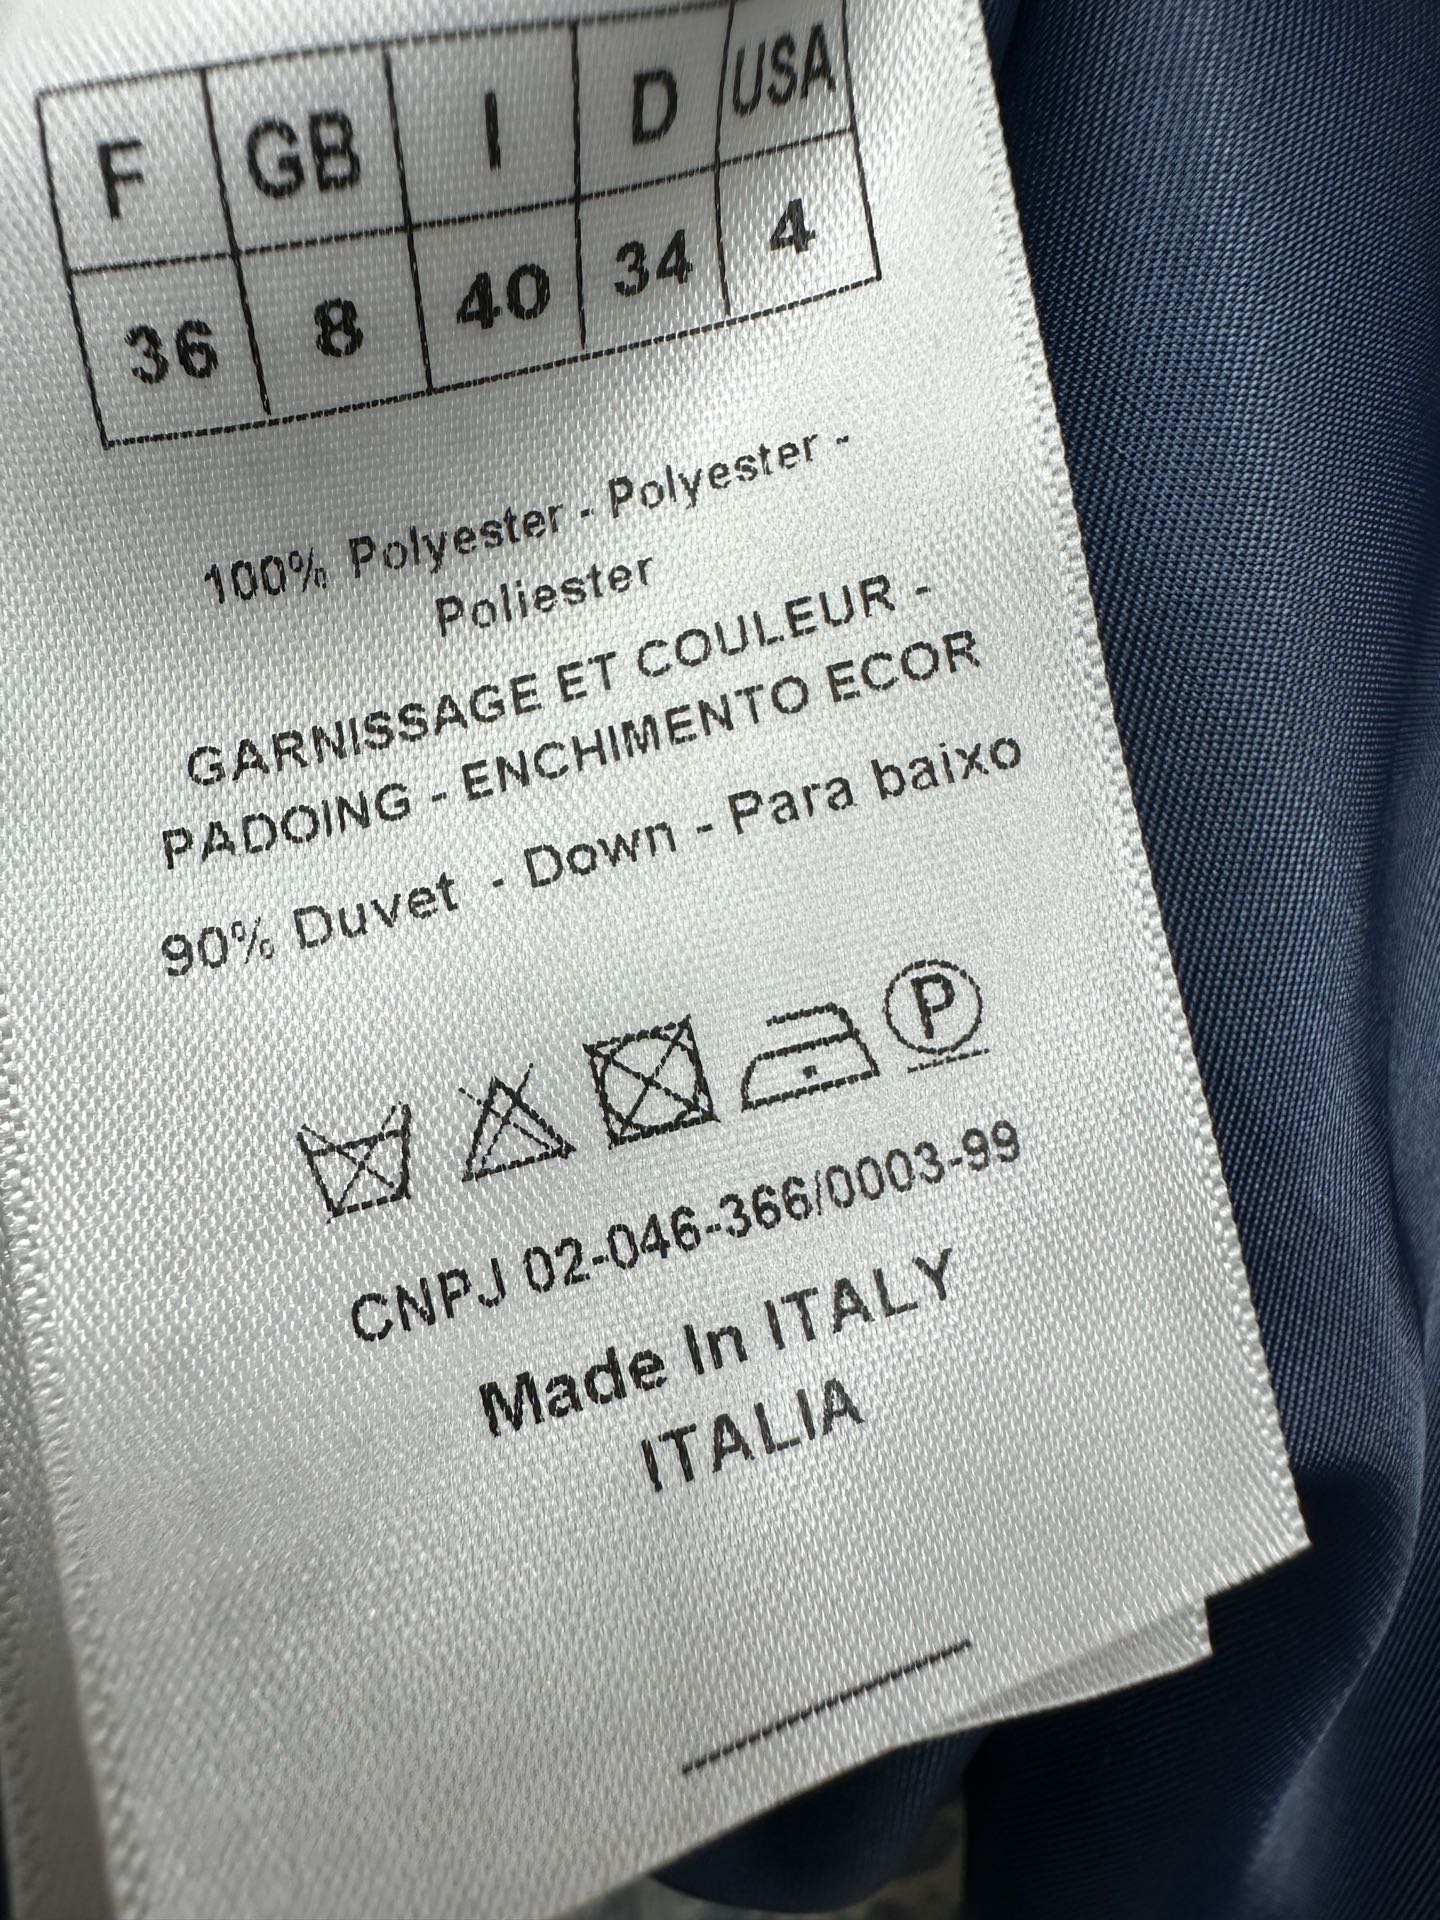 F GB I D USA
36 8 40 34 4
100% Polyester - Polyester -
Poliester
GARNISSAGE ET COULEUR -
PADOING - ENCHIMENTO ECOR
90% Duvet - Down - Para baixo
P
CNPJ 02-046-366/0003-99
Made In ITALY
ITALIA